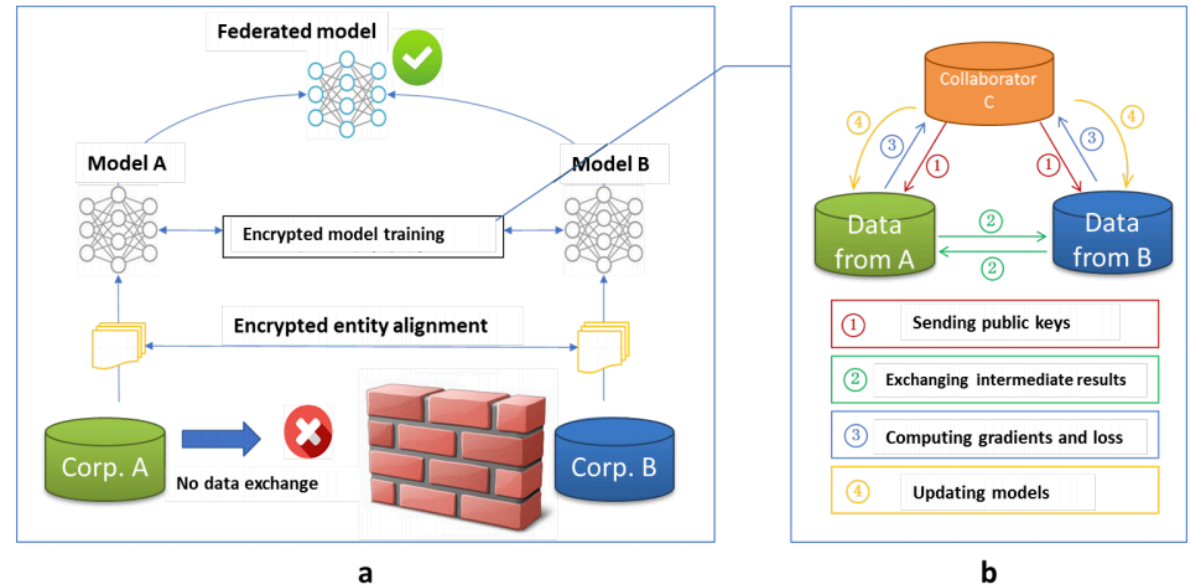 Federated model
Model A
Model B
Encrypted model training
Encrypted entity alignment
Corp. A
No data exchange
Corp. B
a
Collaborator
C
4
3
1
1
3
4
Data
from A
2
2
Data
from B
1 Sending public keys
2 Exchanging intermediate results
3 Computing gradients and loss
4 Updating models
b